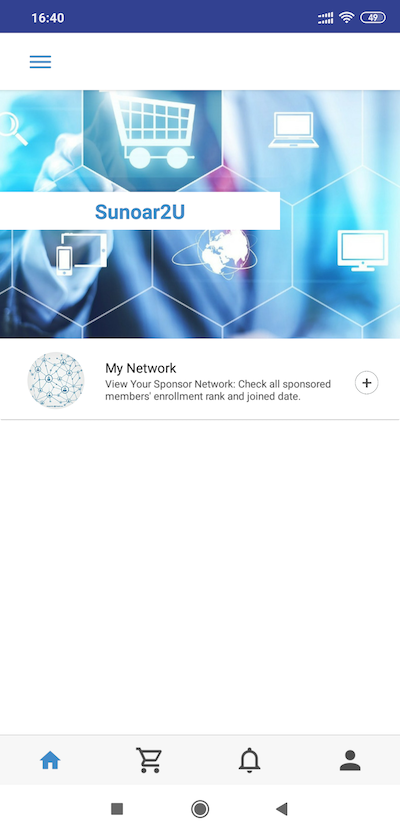 16:40
49
Sunoar2U
My Network
View Your Sponsor Network: Check all sponsored
members' enrollment rank and joined date.